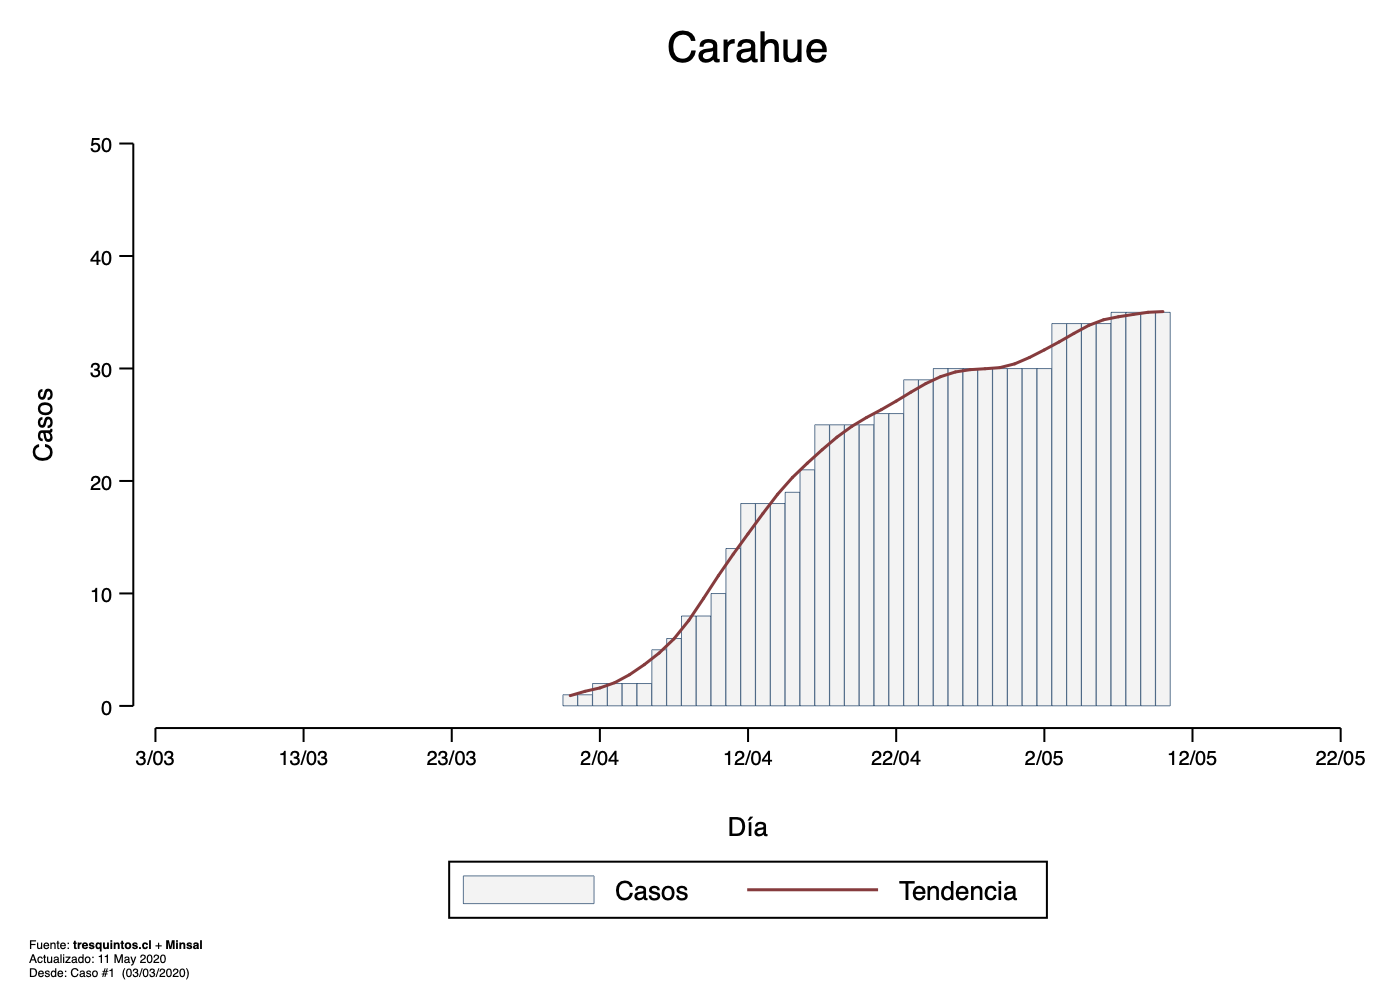 Carahue
50
40
30
20
10
0
Casos
3/03 13/03 23/03 2/04 12/04 22/04 2/05 12/05 22/05
Día
Casos Tendencia
Fuente: tresquintos.cl + Minsal
Actualizado: 11 May 2020
Desde: Caso #1 (03/03/2020)